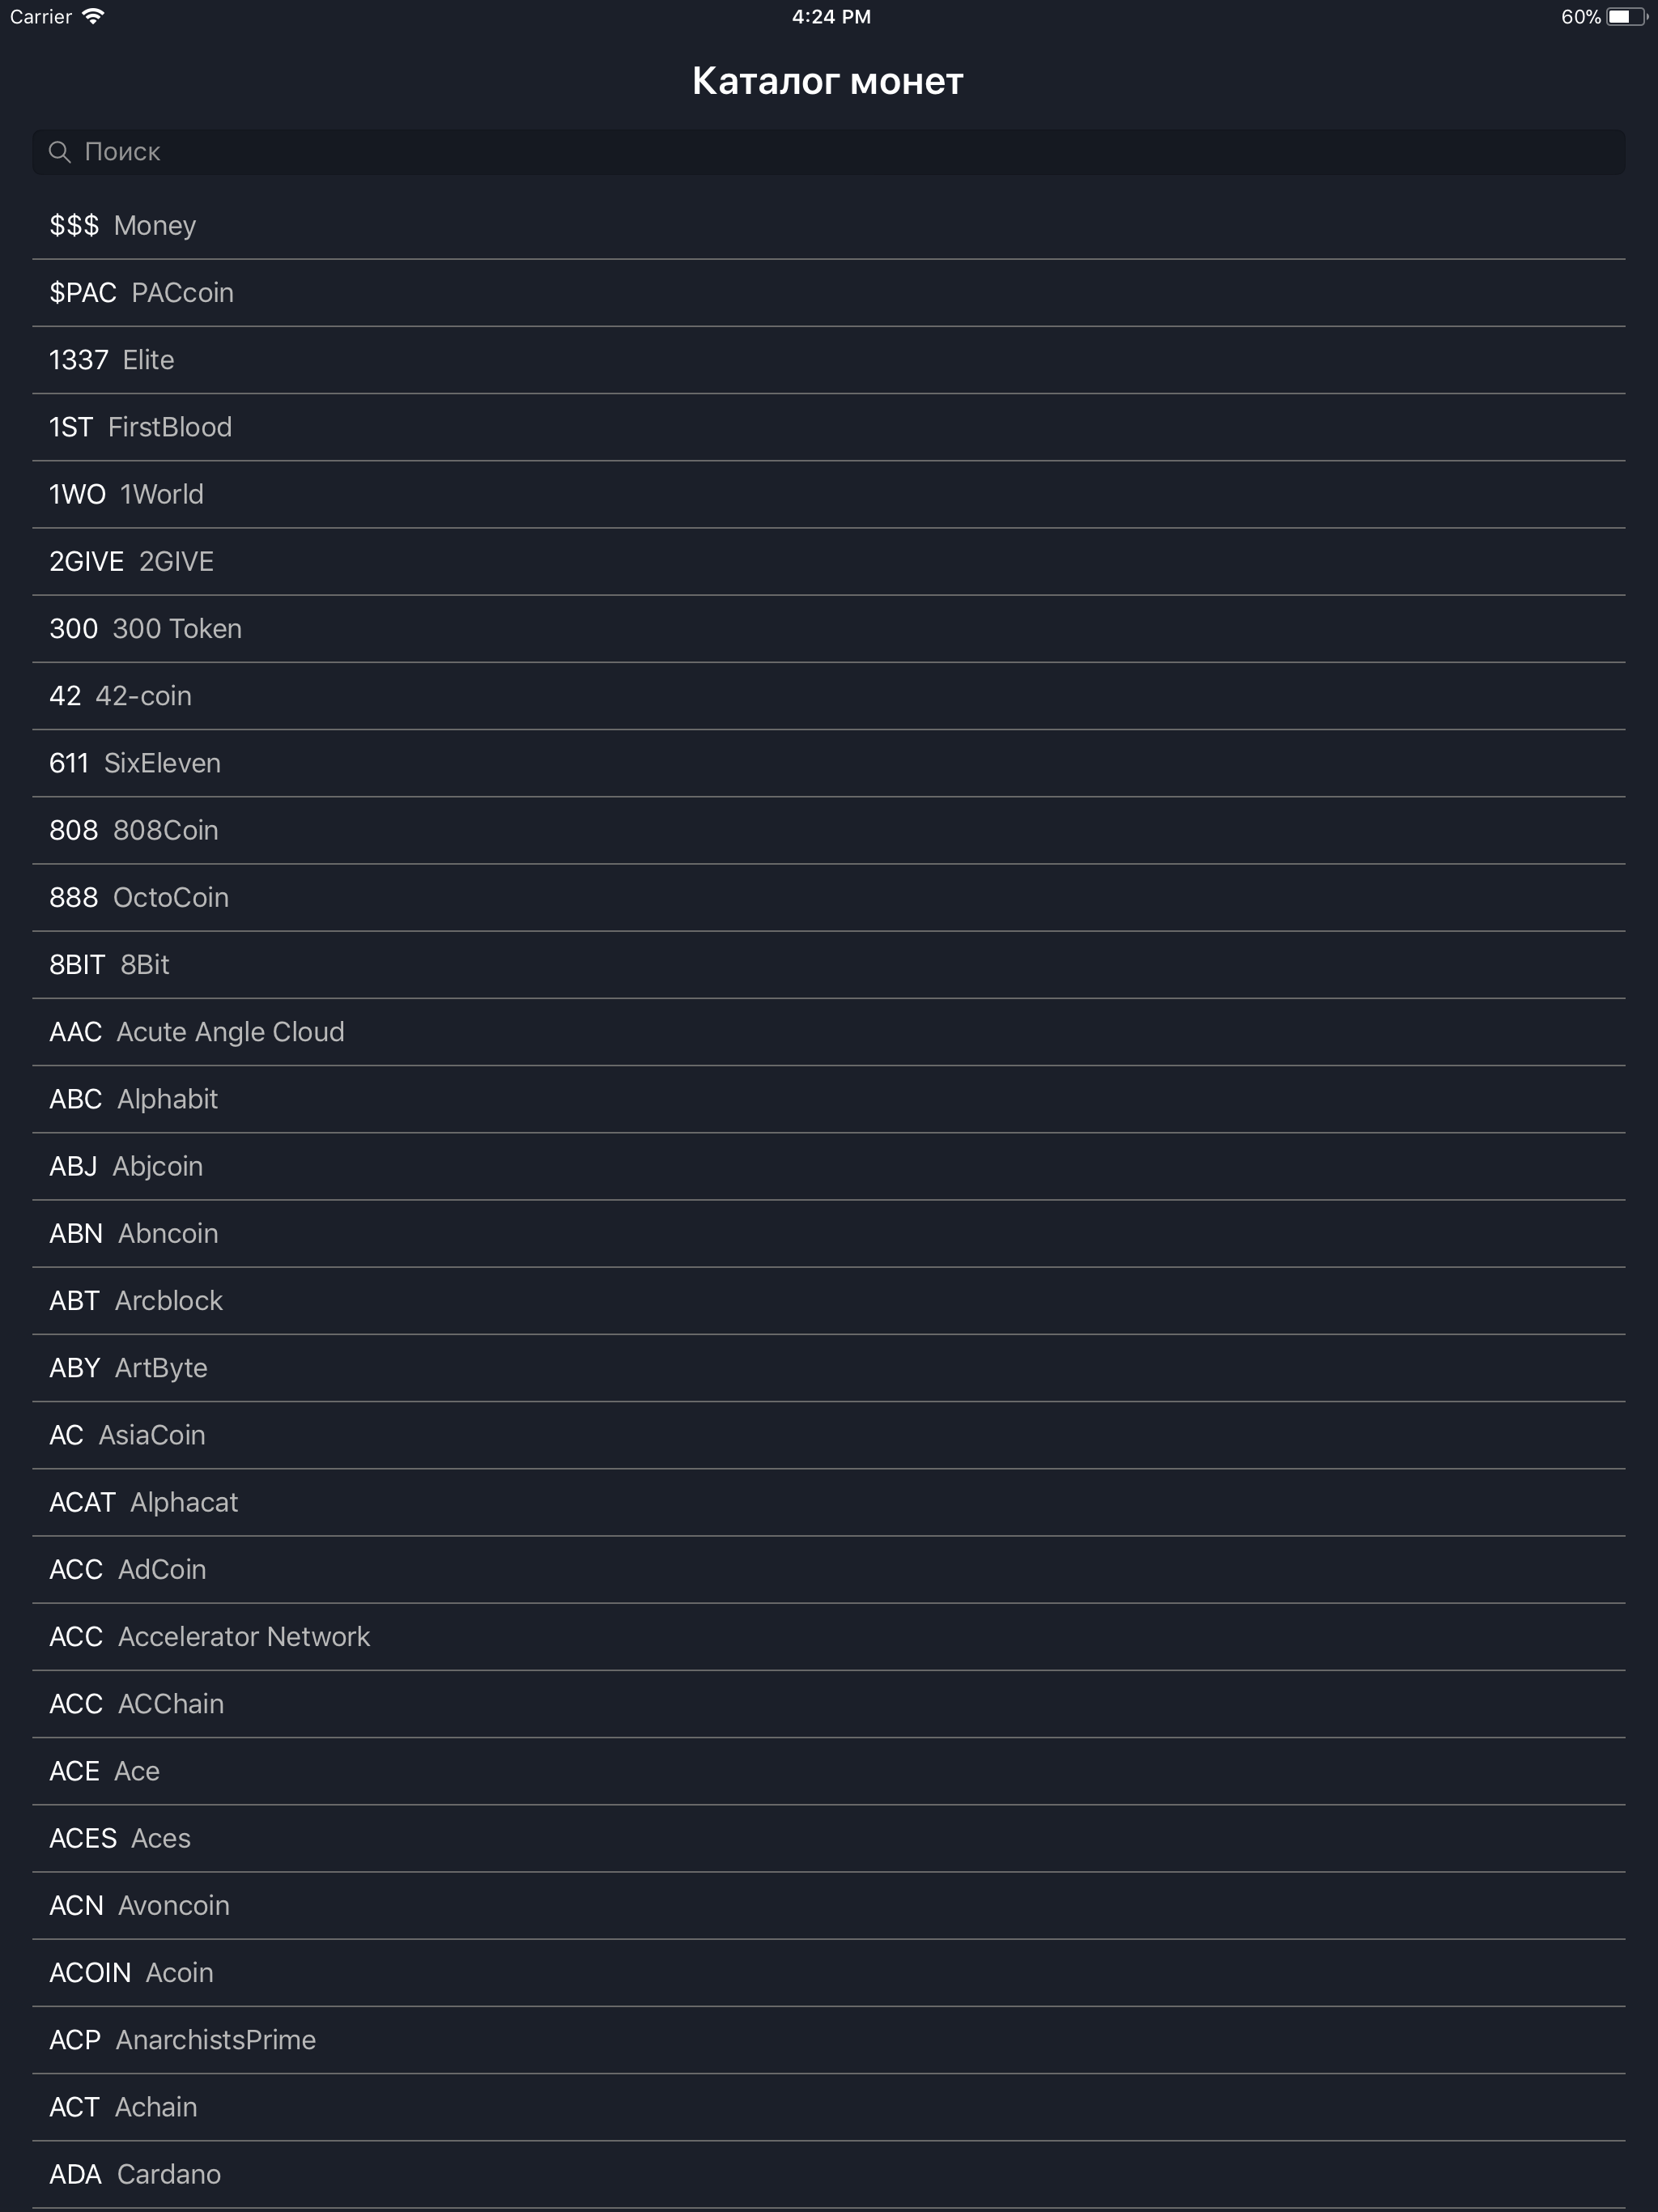 Carrier 4:24 PM 60%
Каталог монет
Поиск
$$$ Money
$PAC PACcoin
1337 Elite
1ST FirstBlood
1WO 1World
2GIVE 2GIVE
300 300 Token
42 42-coin
611 SixEleven
808 808Coin
888 OctoCoin
8BIT 8Bit
AAC Acute Angle Cloud
ABC Alphabit
ABJ Abjcoin
ABN Abncoin
ABT Arcblock
ABY ArtByte
AC AsiaCoin
ACAT Alphacat
ACC AdCoin
ACC Accelerator Network
ACC ACChain
ACE Ace
ACES Aces
ACN Avoncoin
ACOIN Acoin
ACP AnarchistsPrime
ACT Achain
ADA Cardano